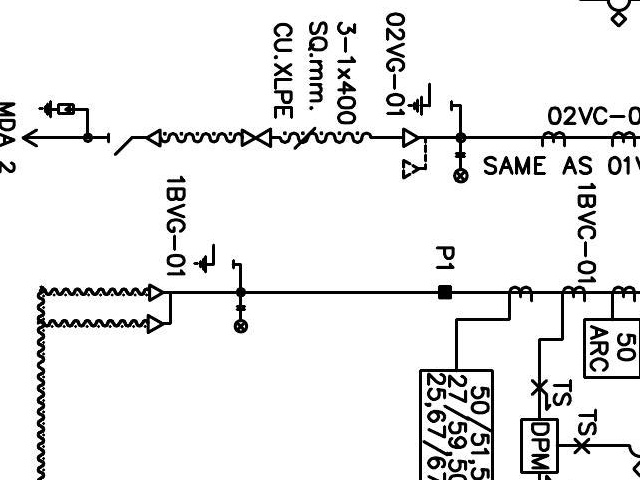 02VG-01
3-1x400
SQ.mm.
CU.XLPE
02VC-0
SAME AS 01V
MDA 2
1BVG-01
P1
1BVC-01
50
ARC
50/51,5
27/59,50
25,67/67
TS
TS
DPM